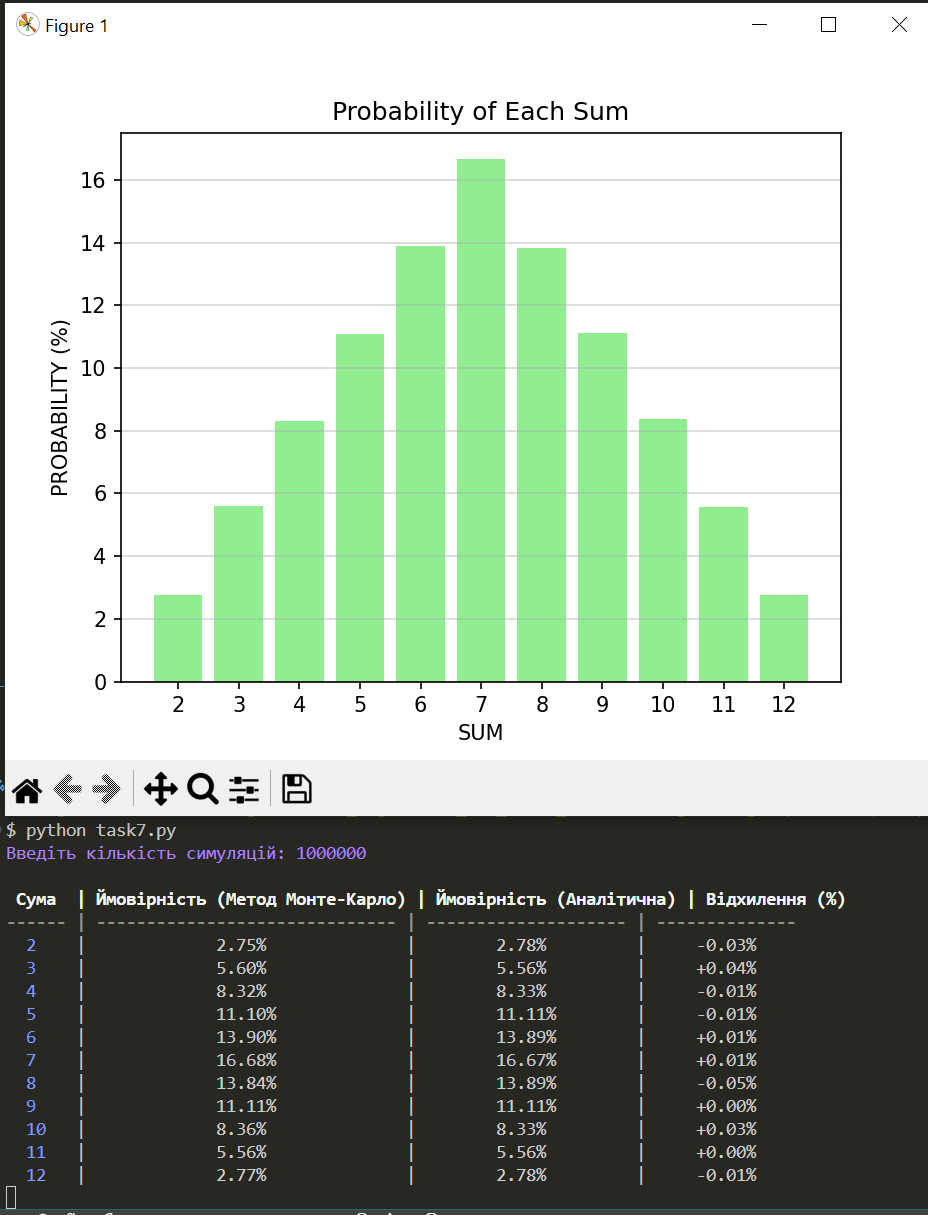 Figure 1
Probability of Each Sum
PROBABILITY (%)
16
14
12
10
8
6
4
2
0
2 3 4 5 6 7 8 9 10 11 12
SUM
$ python task7.py
Введіть кількість симуляцій: 1000000
Сума | Ймовірність (Метод Монте-Карло) | Ймовірність (Аналітична) | Відхилення (%)
------ | ------------------------------ | -------------------- | --------------
2 | 2.75% | 2.78% | -0.03%
3 | 5.60% | 5.56% | +0.04%
4 | 8.32% | 8.33% | -0.01%
5 | 11.10% | 11.11% | -0.01%
6 | 13.90% | 13.89% | +0.01%
7 | 16.68% | 16.67% | +0.01%
8 | 13.84% | 13.89% | -0.05%
9 | 11.11% | 11.11% | +0.00%
10 | 8.36% | 8.33% | +0.03%
11 | 5.56% | 5.56% | +0.00%
12 | 2.77% | 2.78% | -0.01%